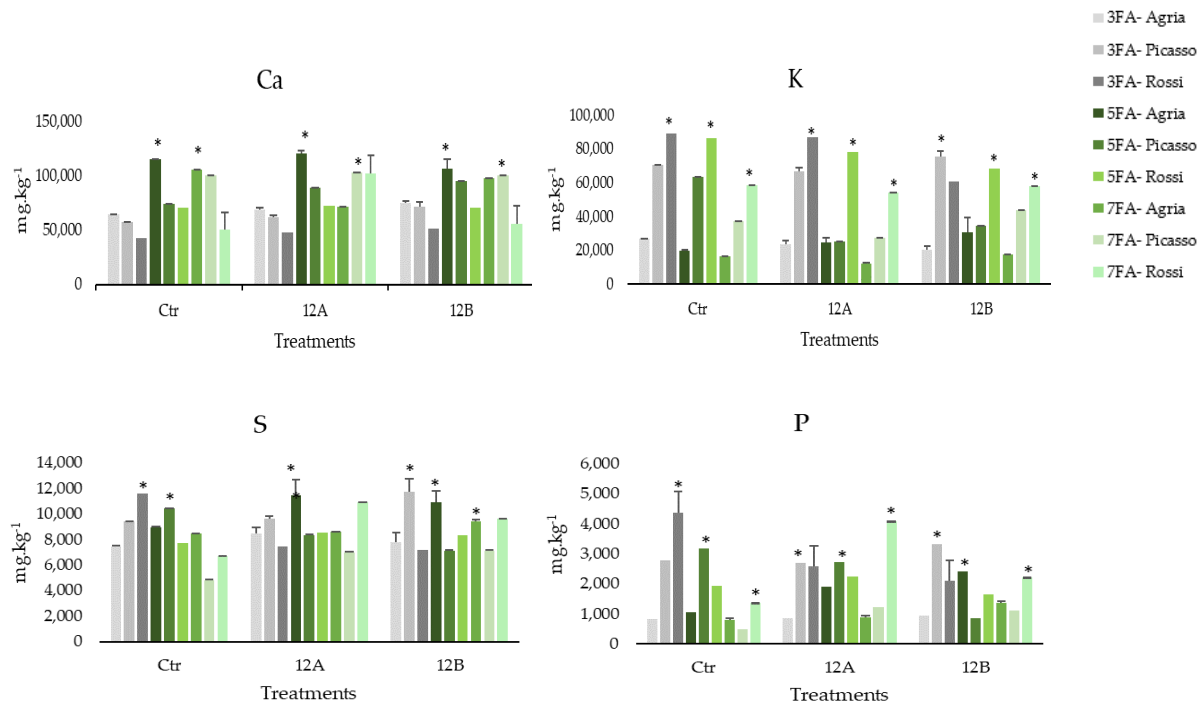 Ca
mg.kg⁻¹
150,000
100,000
50,000
0
* * * * * *
Ctr 12A 12B
Treatments
K
mg.kg⁻¹
100,000
80,000
60,000
40,000
20,000
0
* * * * * * * * *
Ctr 12A 12B
Treatments
3FA- Agria
3FA- Picasso
3FA- Rossi
5FA- Agria
5FA- Picasso
5FA- Rossi
7FA- Agria
7FA- Picasso
7FA- Rossi
S
mg.kg⁻¹
14,000
12,000
10,000
8,000
6,000
4,000
2,000
0
* * * * * * *
Ctr 12A 12B
Treatments
P
mg.kg⁻¹
6,000
5,000
4,000
3,000
2,000
1,000
0
* * * * * * * * *
Ctr 12A 12B
Treatments